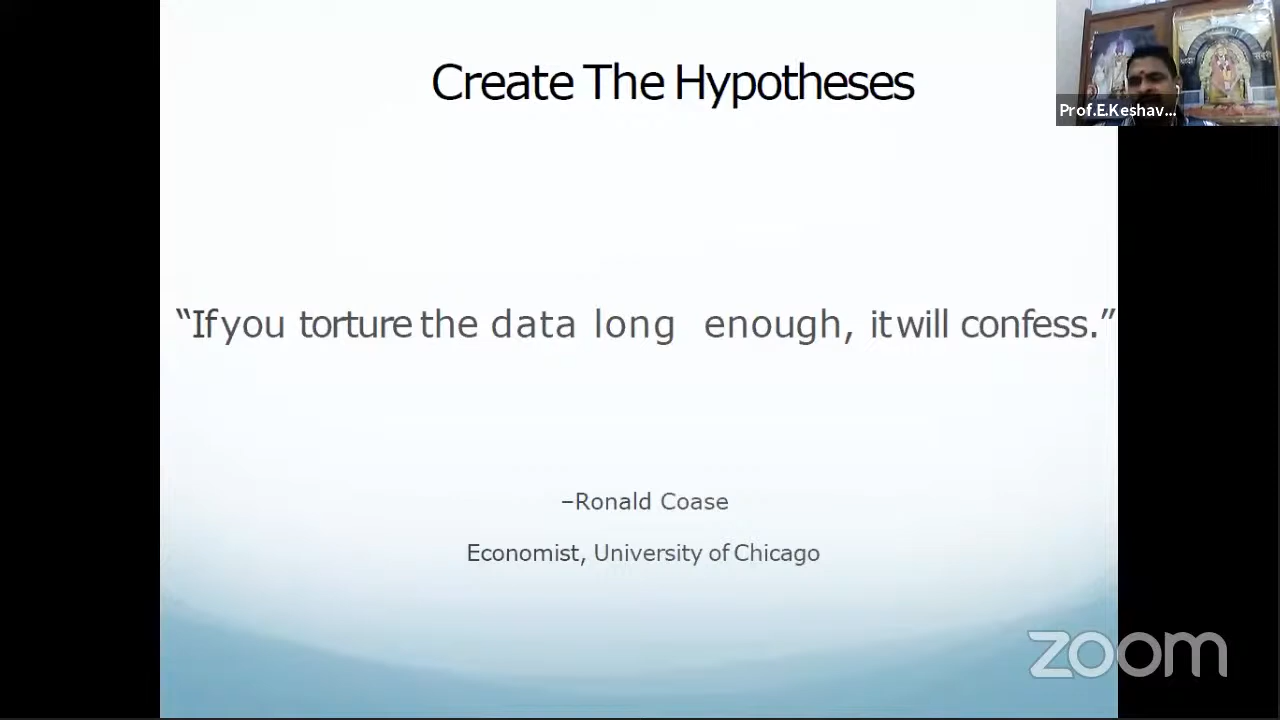 Create The Hypotheses
Prof.E.Keshav...
“If you torture the data long enough, it will confess.”
–Ronald Coase
Economist, University of Chicago
zoom